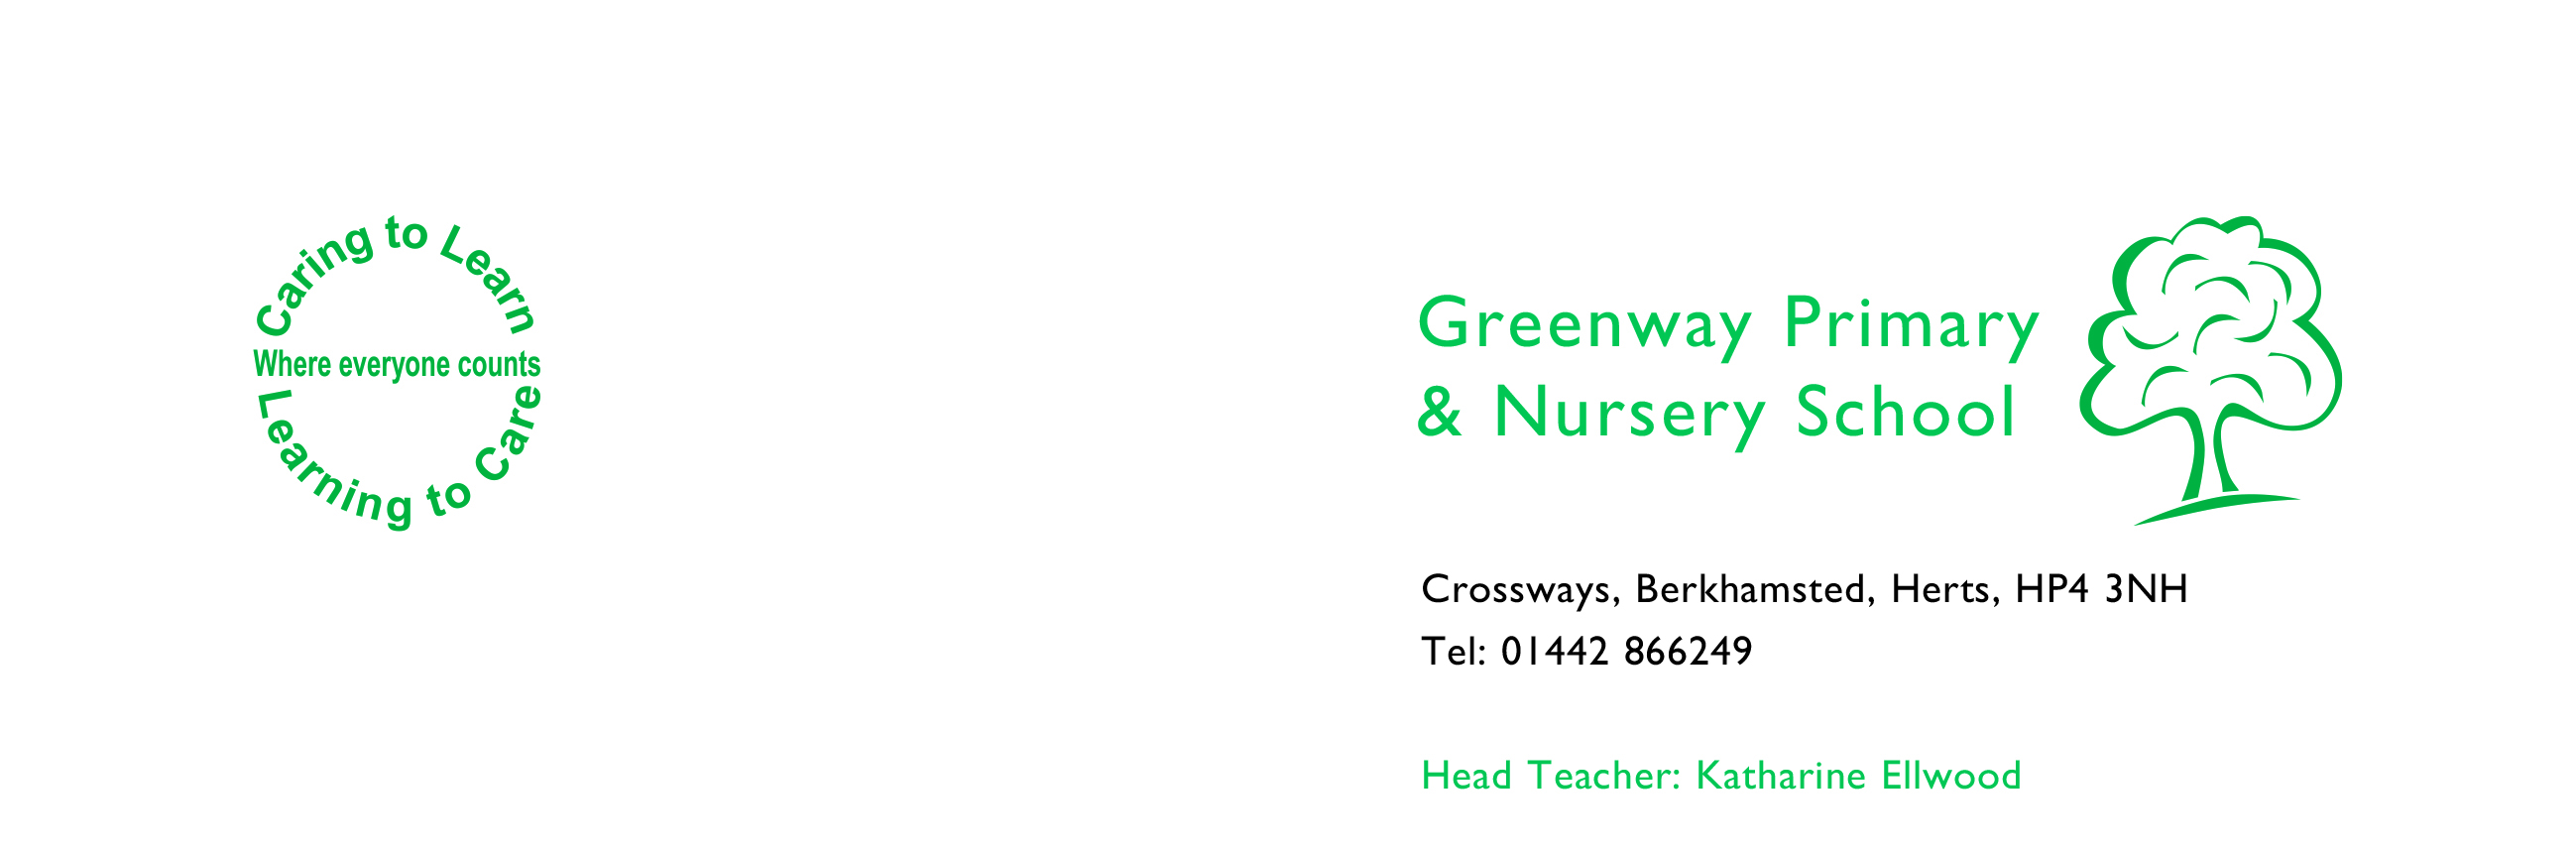 Caring to Learn
Where everyone counts
Learning to Care
Greenway Primary
& Nursery School
Crossways, Berkhamsted, Herts, HP4 3NH
Tel: 01442 866249
Head Teacher: Katharine Ellwood